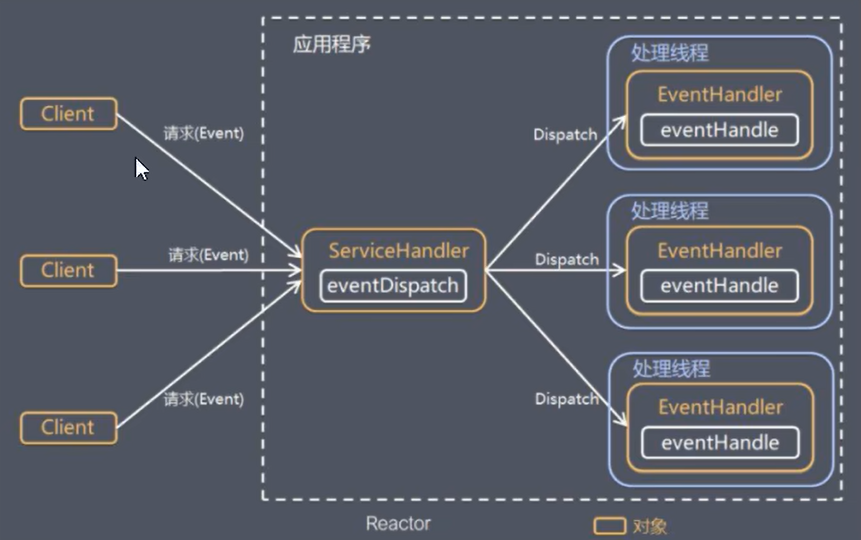 应用程序
处理线程
EventHandler
eventHandle
Client
请求(Event)
Dispatch
处理线程
EventHandler
eventHandle
Client
请求(Event)
ServiceHandler
eventDispatch
Dispatch
处理线程
EventHandler
eventHandle
Client
请求(Event)
Dispatch
Reactor
对象